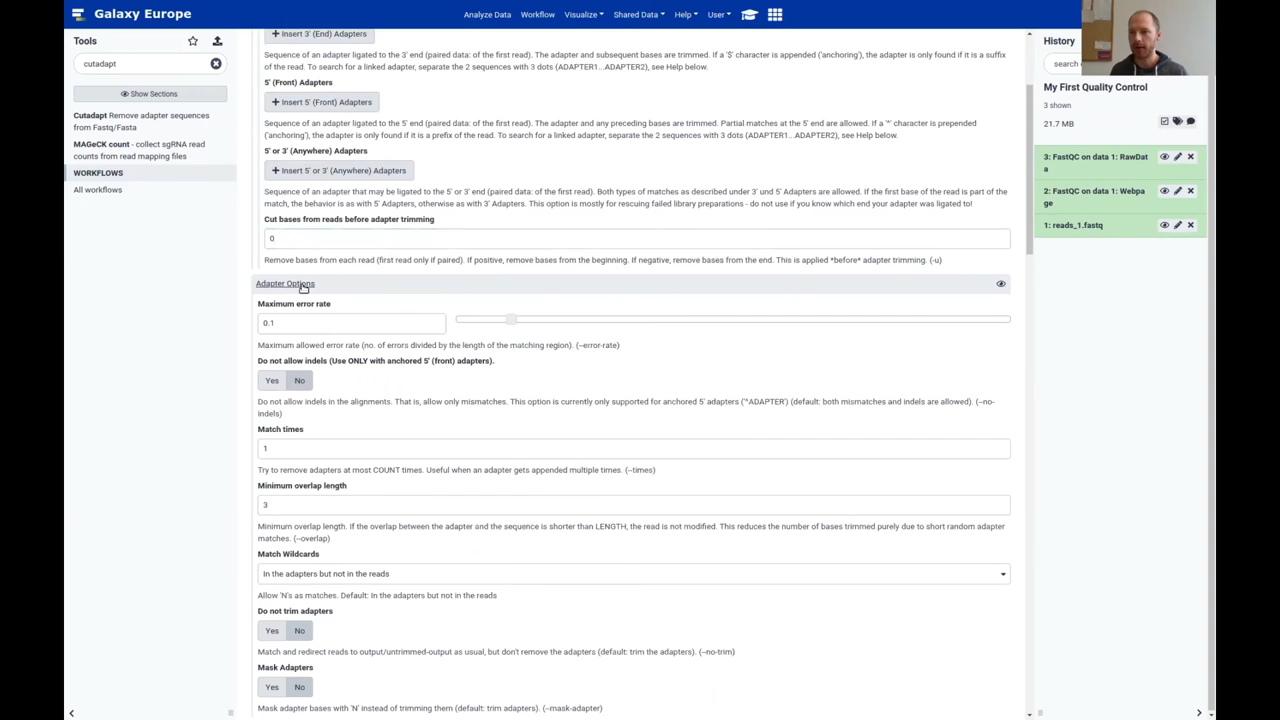 Galaxy Europe
Analyze Data Workflow Visualize Shared Data Help User
Tools
cutadapt
Show Sections
Cutadapt Remove adapter sequences
from Fastq/Fasta
MAGeCK count - collect sgRNA
read counts from read mapping files
WORKFLOWS
All workflows
+ Insert 3' (End) Adapters
Sequence of an adapter ligated to the 3' end (paired data: of the first read). The adapter and subsequent bases are trimmed. If a '$' character is appended ('anchoring'), the adapter is only found if it is a suffix
of the read. To search for a linked adapter, separate the 2 sequences with 3 dots (ADAPTER1...ADAPTER2), see Help below.
5' (Front) Adapters
+ Insert 5' (Front) Adapters
Sequence of an adapter ligated to the 5' end (paired data: of the first read). The adapter and any preceding bases are trimmed. Partial matches at the 5' end are allowed. If a '^' character is prepended
('anchoring'), the adapter is only found if it is a prefix of the read. To search for a linked adapter, separate the 2 sequences with 3 dots (ADAPTER1...ADAPTER2), see Help below.
5' or 3' (Anywhere) Adapters
+ Insert 5' or 3' (Anywhere) Adapters
Sequence of an adapter that may be ligated to the 5' or 3' end (paired data: of the first read). Both types of matches as described under 3' und 5' Adapters are allowed. If the first base of the read is part of the
match, the behavior is as with 5' Adapters, otherwise as with 3' Adapters. This option is mostly for rescuing failed library preparations - do not use if you know which end your adapter was ligated to!
Cut bases from reads before adapter trimming
0
Remove bases from each read (first read only if paired). If positive, remove bases from the beginning. If negative, remove bases from the end. This is applied *before* adapter trimming. (-u)
Adapter Options
Maximum error rate
0.1
Maximum allowed error rate (no. of errors divided by the length of the matching region). (--error-rate)
Do not allow indels (Use ONLY with anchored 5' (front) adapters).
Yes No
Do not allow indels in the alignments. That is, allow only mismatches. This option is currently only supported for anchored 5' adapters ('^ADAPTER') (default: both mismatches and indels are allowed). (--no-
indels)
Match times
1
Try to remove adapters at most COUNT times. Useful when an adapter gets appended multiple times. (--times)
Minimum overlap length
3
Minimum overlap length. If the overlap between the adapter and the sequence is shorter than LENGTH, the read is not modified. This reduces the number of bases trimmed purely due to short random adapter
matches. (--overlap)
Match Wildcards
In the adapters but not in the reads
Allow 'N's as matches. Default: In the adapters but not in the reads
Do not trim adapters
Yes No
Match and redirect reads to output/untrimmed-output as usual, but don't remove the adapters (default: trim the adapters). (--no-trim)
Mask Adapters
Yes No
Mask adapter bases with 'N' instead of trimming them (default: trim adapters). (--mask-adapter)
History
search
My First Quality Control
3 shown
21.7 MB
3: FastQC on data 1: RawDat
a
2: FastQC on data 1: Webpa
ge
1: reads_1.fastq